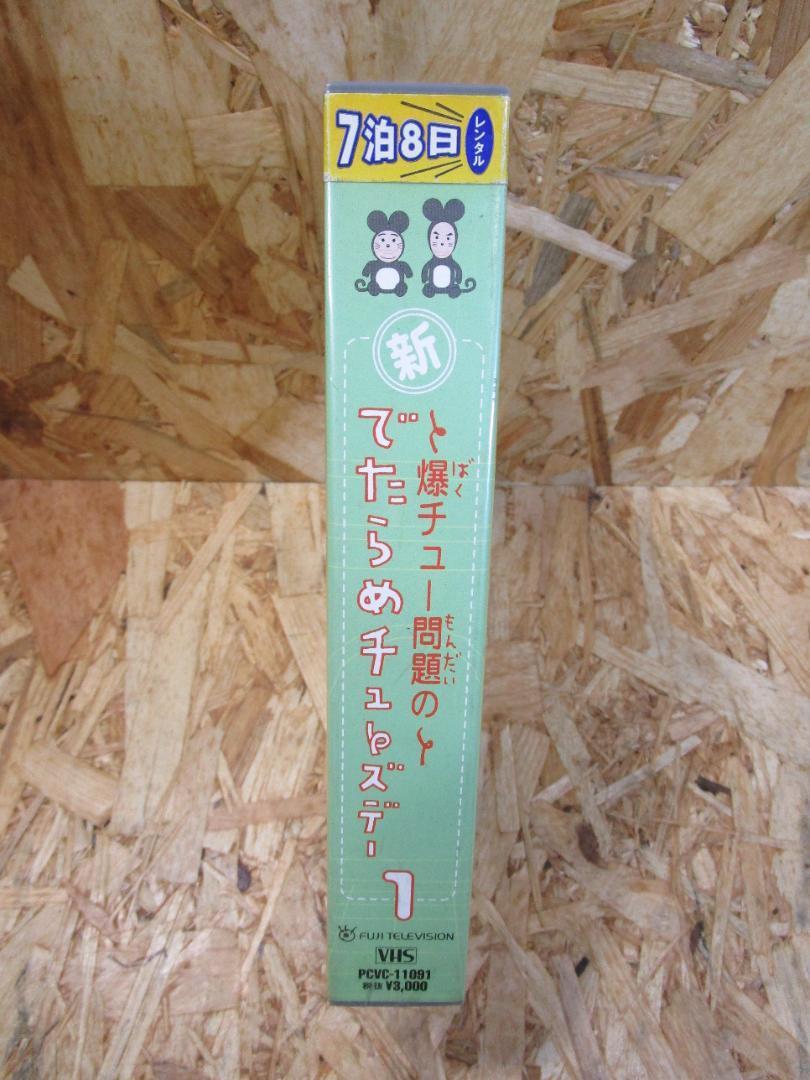 7泊8日
レンタル
新
〜爆チュー問題の〜
ばく
もんだい
でたらめチューズデー
1
FUJI TELEVISION
VHS
PCVC-11091
税抜 ¥3,000